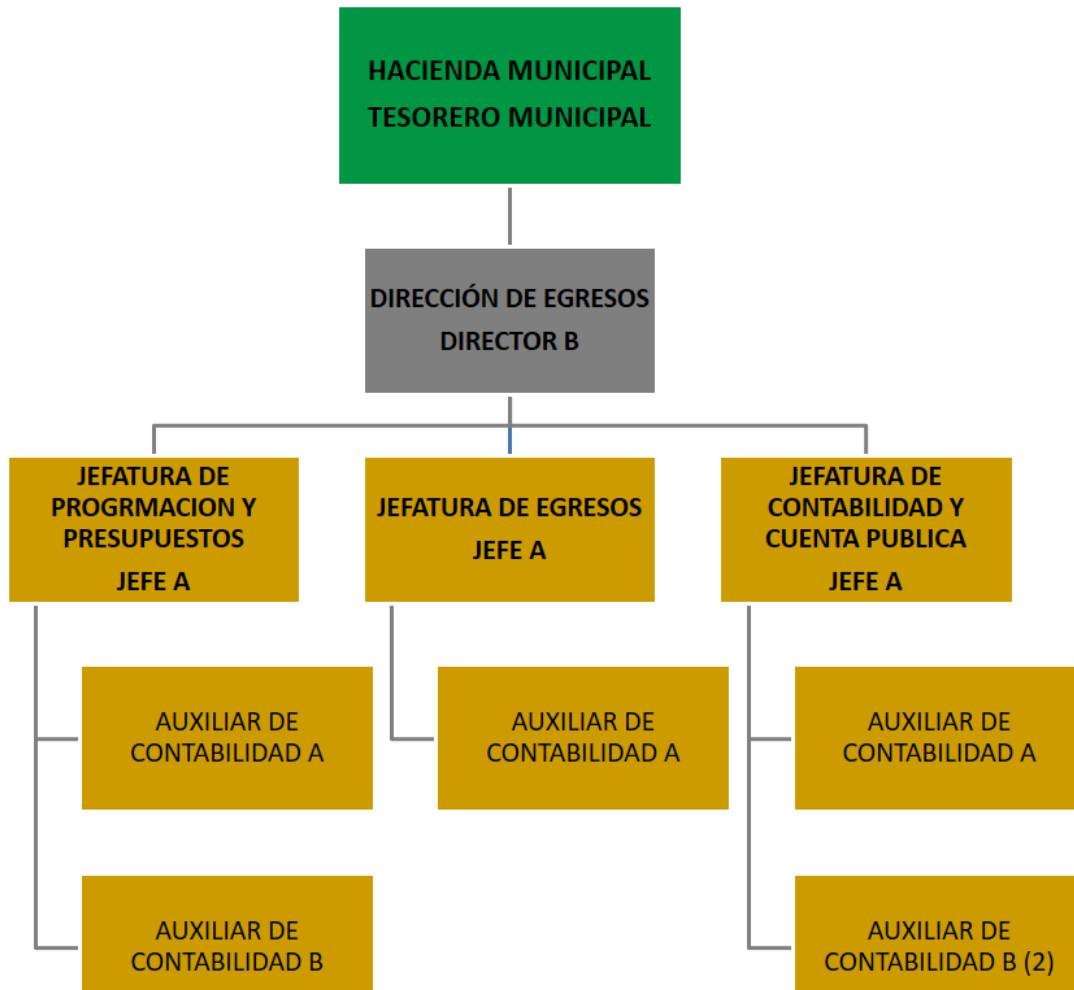 HACIENDA MUNICIPAL
TESORERO MUNICIPAL
DIRECCIÓN DE EGRESOS
DIRECTOR B
JEFATURA DE
PROGRMACION Y
PRESUPUESTOS
JEFE A
JEFATURA DE EGRESOS
JEFE A
JEFATURA DE
CONTABILIDAD Y
CUENTA PUBLICA
JEFE A
AUXILIAR DE
CONTABILIDAD A
AUXILIAR DE
CONTABILIDAD A
AUXILIAR DE
CONTABILIDAD A
AUXILIAR DE
CONTABILIDAD B
AUXILIAR DE
CONTABILIDAD B (2)